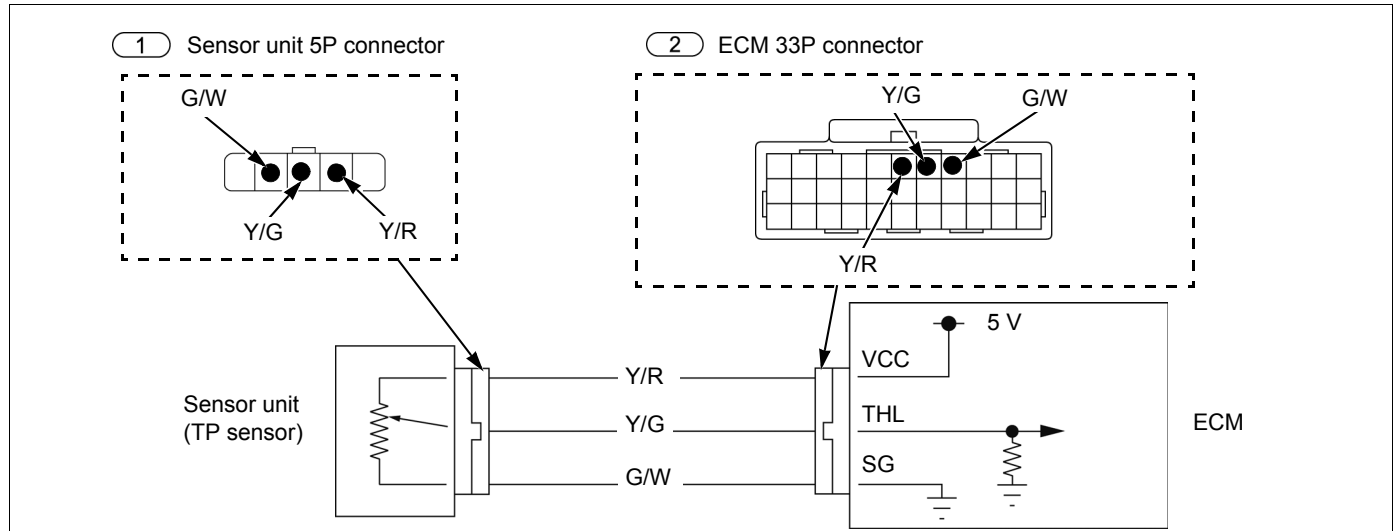 1 Sensor unit 5P connector
2 ECM 33P connector
G/W
Y/G
Y/R
Y/G
G/W
Y/R
5 V
VCC
THL
SG
Y/R
Y/G
G/W
Sensor unit
(TP sensor)
ECM